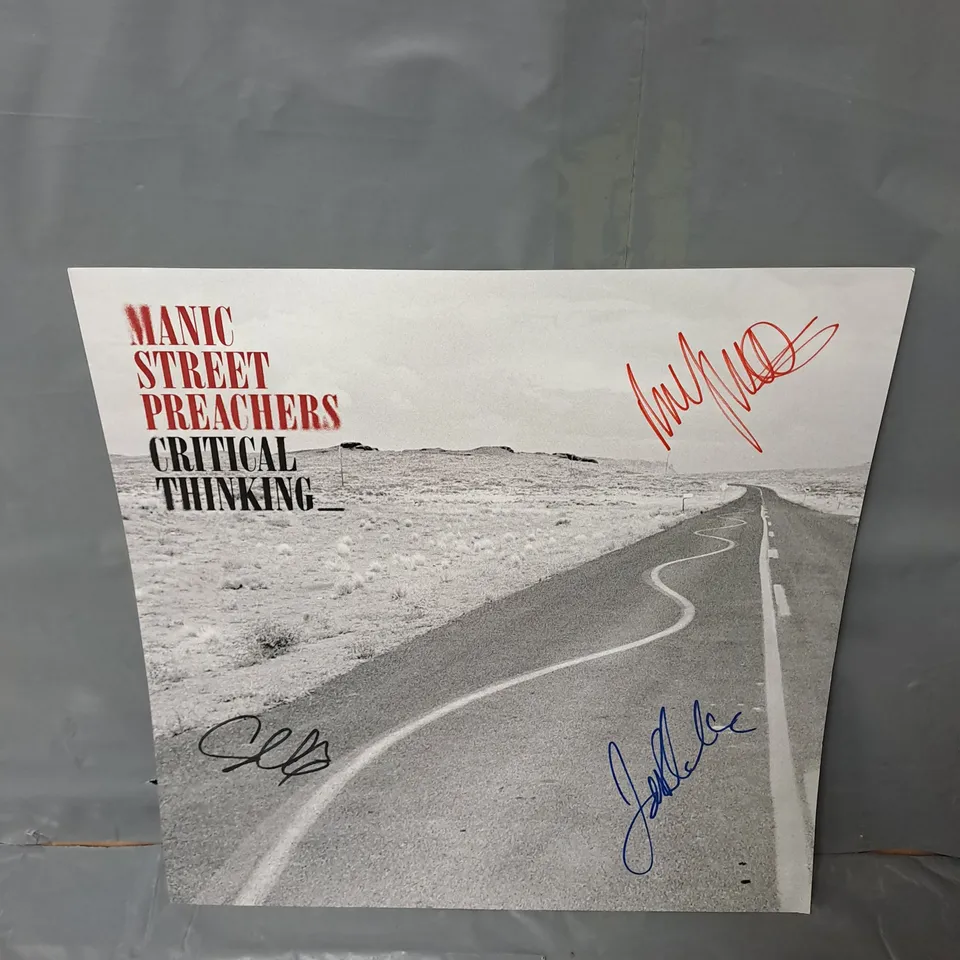 MANIC
STREET
PREACHERS
CRITICAL
THINKING_